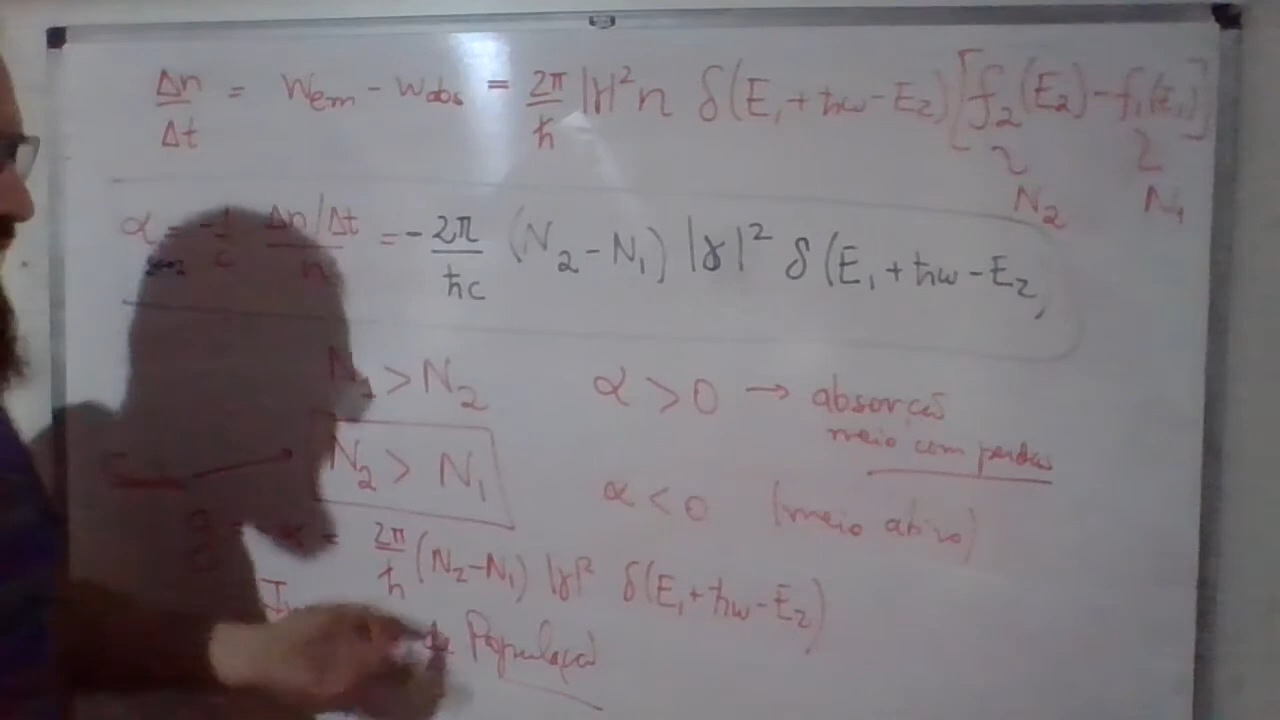 Δn/Δt = Wem - Wabs = 2π/ħ |γ|² n δ(E₁ + ħω - E₂) [f₂(E₂) - f₁(E₁)]
N₂ N₁
α = -1/c Δn/Δt / n = - 2π/ħc (N₂ - N₁) |γ|² δ(E₁ + ħω - E₂)
N₁ > N₂ α > 0 → absorção
meio com perdas
N₂ > N₁ α < 0 (meio ativo)
= 2π/ħ (N₂ - N₁) |γ|² δ(E₁ + ħω - E₂)
de População